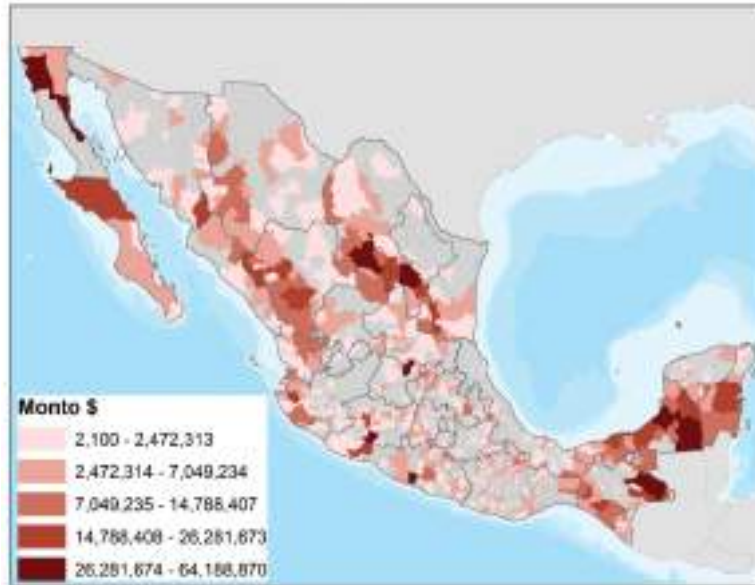 Monto $
2,100 - 2,472,313
2,472,314 - 7,049,234
7,049,235 - 14,788,407
14,788,408 - 26,281,673
26,281,674 - 64,188,870